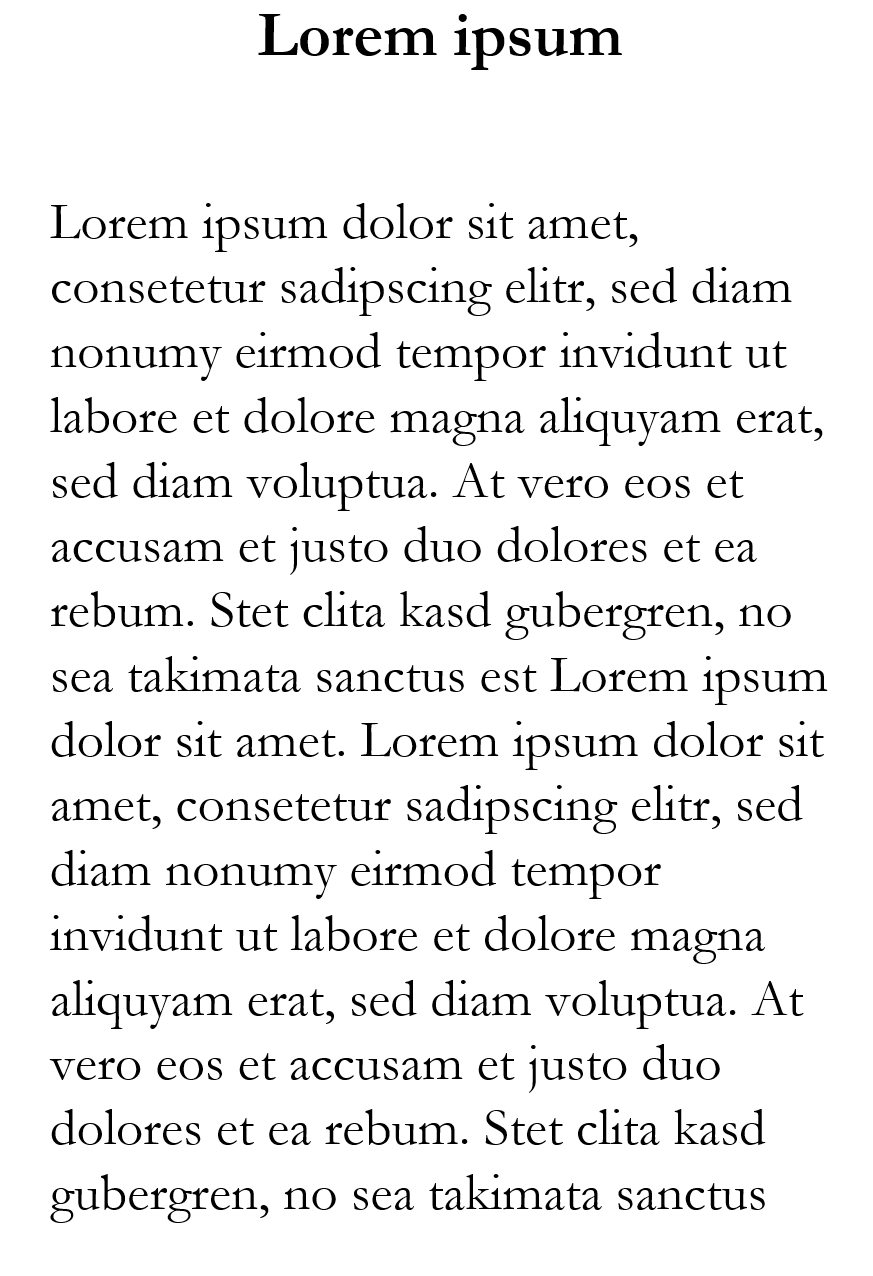 Lorem ipsum
Lorem ipsum dolor sit amet,
consetetur sadipscing elitr, sed diam
nonumy eirmod tempor invidunt ut
labore et dolore magna aliquyam erat,
sed diam voluptua. At vero eos et
accusam et justo duo dolores et ea
rebum. Stet clita kasd gubergren, no
sea takimata sanctus est Lorem ipsum
dolor sit amet. Lorem ipsum dolor sit
amet, consetetur sadipscing elitr, sed
diam nonumy eirmod tempor
invidunt ut labore et dolore magna
aliquyam erat, sed diam voluptua. At
vero eos et accusam et justo duo
dolores et ea rebum. Stet clita kasd
gubergren, no sea takimata sanctus